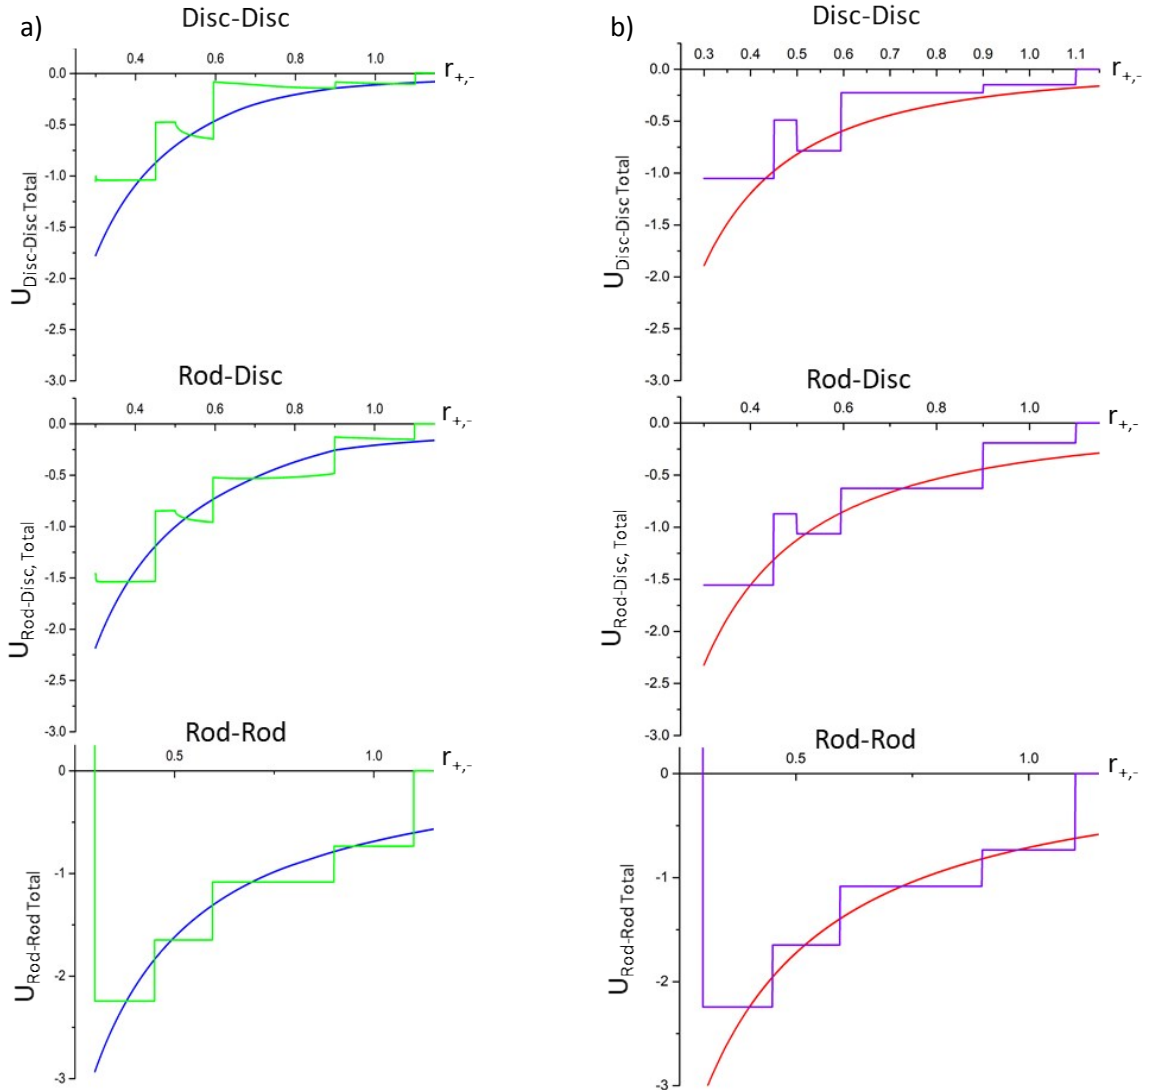 a)
Disc-Disc
0.4 0.6 0.8 1.0
r+,-
0.0
-0.5
-1.0
-1.5
-2.0
-2.5
-3.0
UDisc-Disc Total
Rod-Disc
0.4 0.6 0.8 1.0
r+,-
0.0
-0.5
-1.0
-1.5
-2.0
-2.5
-3.0
URod-Disc, Total
Rod-Rod
0.5 1.0
r+,-
0
-1
-2
-3
URod-Rod Total
b)
Disc-Disc
0.3 0.4 0.5 0.6 0.7 0.8 0.9 1.0 1.1
r+,-
0.0
-0.5
-1.0
-1.5
-2.0
-2.5
-3.0
UDisc-Disc Total
Rod-Disc
0.4 0.6 0.8 1.0
r+,-
0.0
-0.5
-1.0
-1.5
-2.0
-2.5
-3.0
URod-Disc, Total
Rod-Rod
0.5 1.0
r+,-
0
-1
-2
-3
URod-Rod Total